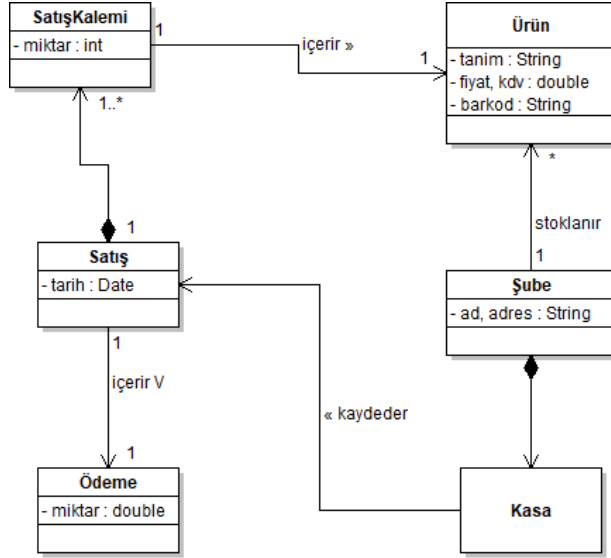 SatışKalemi
- miktar : int
1
içerir »
1
Ürün
- tanim : String
- fiyat, kdv : double
- barkod : String
1..*
*
1
stoklanır
1
Satış
- tarih : Date
Şube
- ad, adres : String
1
içerir V
« kaydeder
1
Ödeme
- miktar : double
Kasa